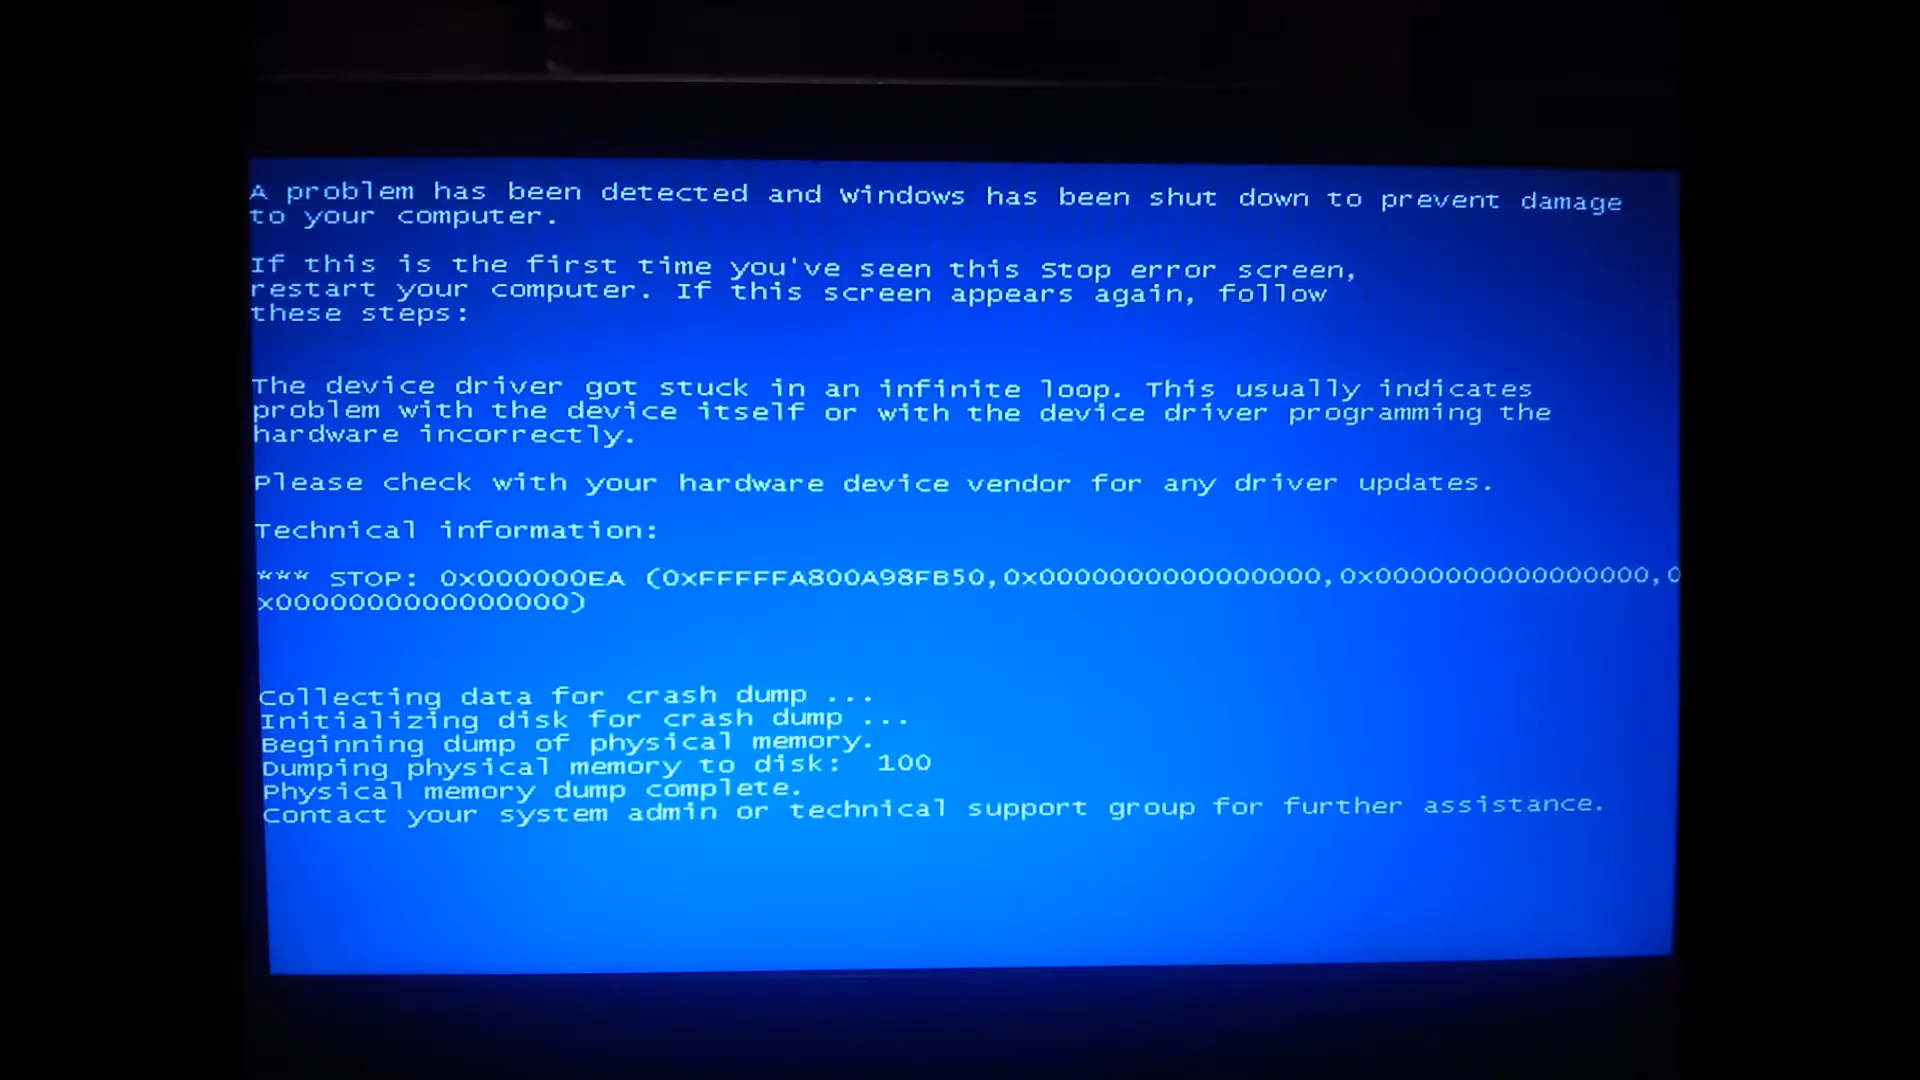 A problem has been detected and windows has been shut down to prevent damage
to your computer.
If this is the first time you've seen this Stop error screen,
restart your computer. If this screen appears again, follow
these steps:
The device driver got stuck in an infinite loop. This usually indicates
problem with the device itself or with the device driver programming the
hardware incorrectly.
Please check with your hardware device vendor for any driver updates.
Technical information:
*** STOP: 0x000000EA (0xFFFFFA800A98FB50,0x0000000000000000,0x0000000000000000,0
x0000000000000000)
Collecting data for crash dump ...
Initializing disk for crash dump ...
Beginning dump of physical memory.
Dumping physical memory to disk: 100
Physical memory dump complete.
Contact your system admin or technical support group for further assistance.